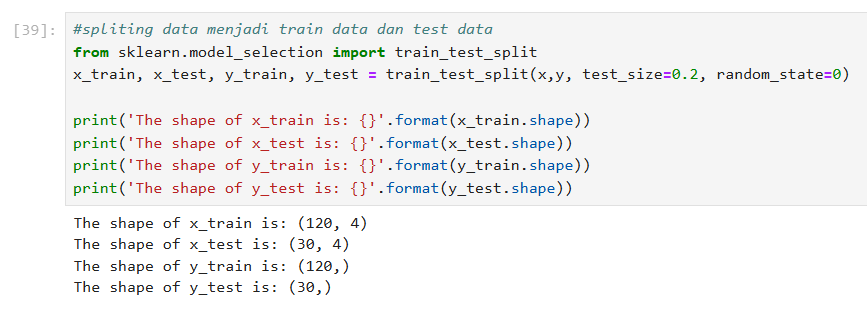 [39]: #spliting data menjadi train data dan test data
from sklearn.model_selection import train_test_split
x_train, x_test, y_train, y_test = train_test_split(x,y, test_size=0.2, random_state=0)
print('The shape of x_train is: {}'.format(x_train.shape))
print('The shape of x_test is: {}'.format(x_test.shape))
print('The shape of y_train is: {}'.format(y_train.shape))
print('The shape of y_test is: {}'.format(y_test.shape))
The shape of x_train is: (120, 4)
The shape of x_test is: (30, 4)
The shape of y_train is: (120,)
The shape of y_test is: (30,)